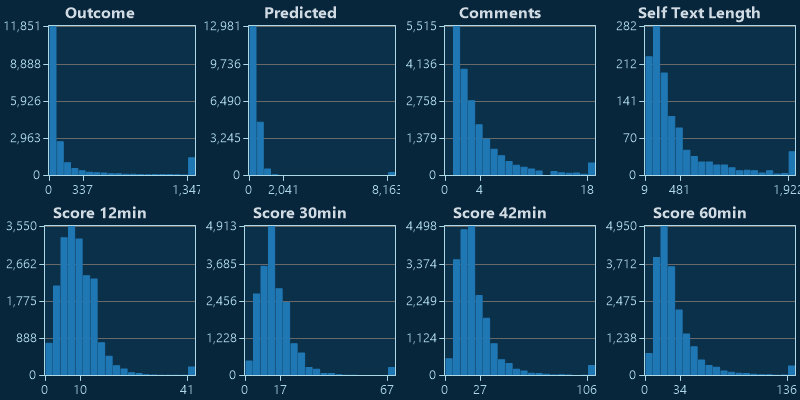 Outcome
11,851
8,888
5,926
2,963
0
0 337 1,347
Predicted
12,981
9,736
6,490
3,245
0
0 2,041 8,163
Comments
5,515
4,136
2,758
1,379
0
0 4 18
Self Text Length
282
212
141
70
0
9 481 1,922
Score 12min
3,550
2,662
1,775
888
0
0 10 41
Score 30min
4,913
3,685
2,456
1,228
0
0 17 67
Score 42min
4,498
3,374
2,249
1,124
0
0 27 106
Score 60min
4,950
3,712
2,475
1,238
0
0 34 136